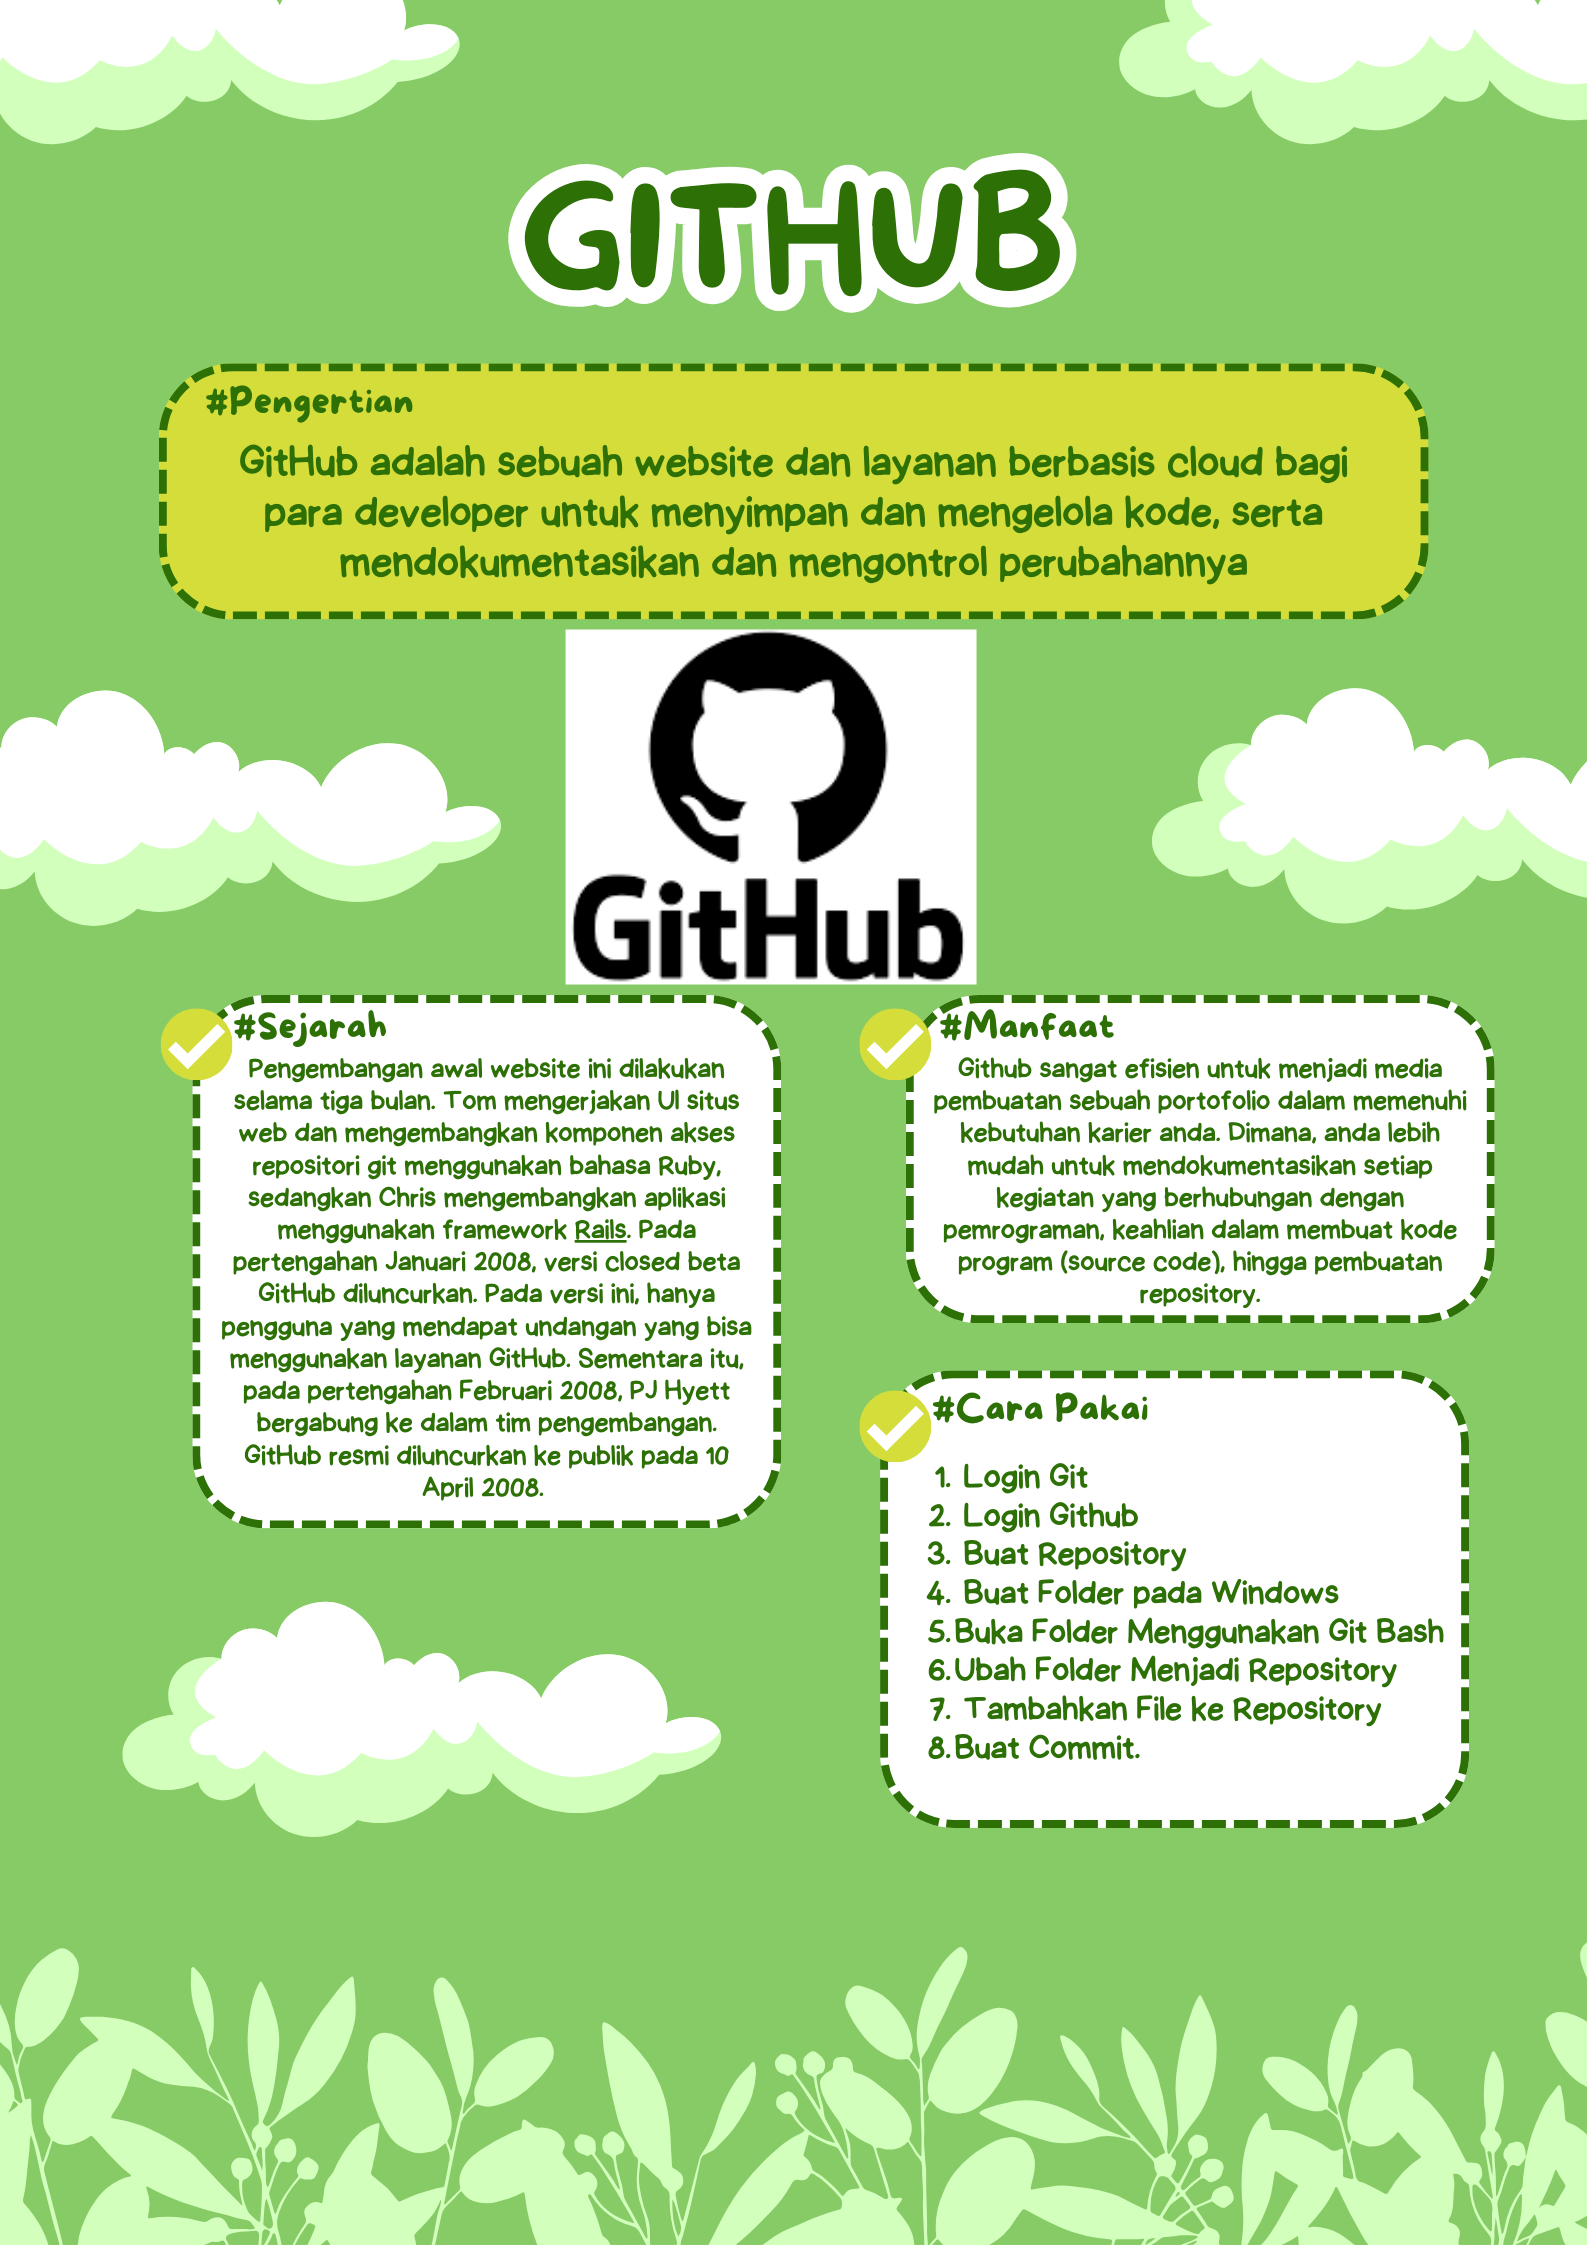 GITHUB
#Pengertian
GitHub adalah sebuah website dan layanan berbasis cloud bagi
para developer untuk menyimpan dan mengelola kode, serta
mendokumentasikan dan mengontrol perubahannya
GitHub
#Sejarah
Pengembangan awal website ini dilakukan
selama tiga bulan. Tom mengerjakan UI situs
web dan mengembangkan komponen akses
repositori git menggunakan bahasa Ruby,
sedangkan Chris mengembangkan aplikasi
menggunakan framework Rails. Pada
pertengahan Januari 2008, versi closed beta
GitHub diluncurkan. Pada versi ini, hanya
pengguna yang mendapat undangan yang bisa
menggunakan layanan GitHub. Sementara itu,
pada pertengahan Februari 2008, PJ Hyett
bergabung ke dalam tim pengembangan.
GitHub resmi diluncurkan ke publik pada 10
April 2008.
#Manfaat
Github sangat efisien untuk menjadi media
pembuatan sebuah portofolio dalam memenuhi
kebutuhan karier anda. Dimana, anda lebih
mudah untuk mendokumentasikan setiap
kegiatan yang berhubungan dengan
pemrograman, keahlian dalam membuat kode
program (source code), hingga pembuatan
repository.
#Cara Pakai
1. Login Git
2. Login Github
3. Buat Repository
4. Buat Folder pada Windows
5. Buka Folder Menggunakan Git Bash
6. Ubah Folder Menjadi Repository
7. Tambahkan File ke Repository
8. Buat Commit.